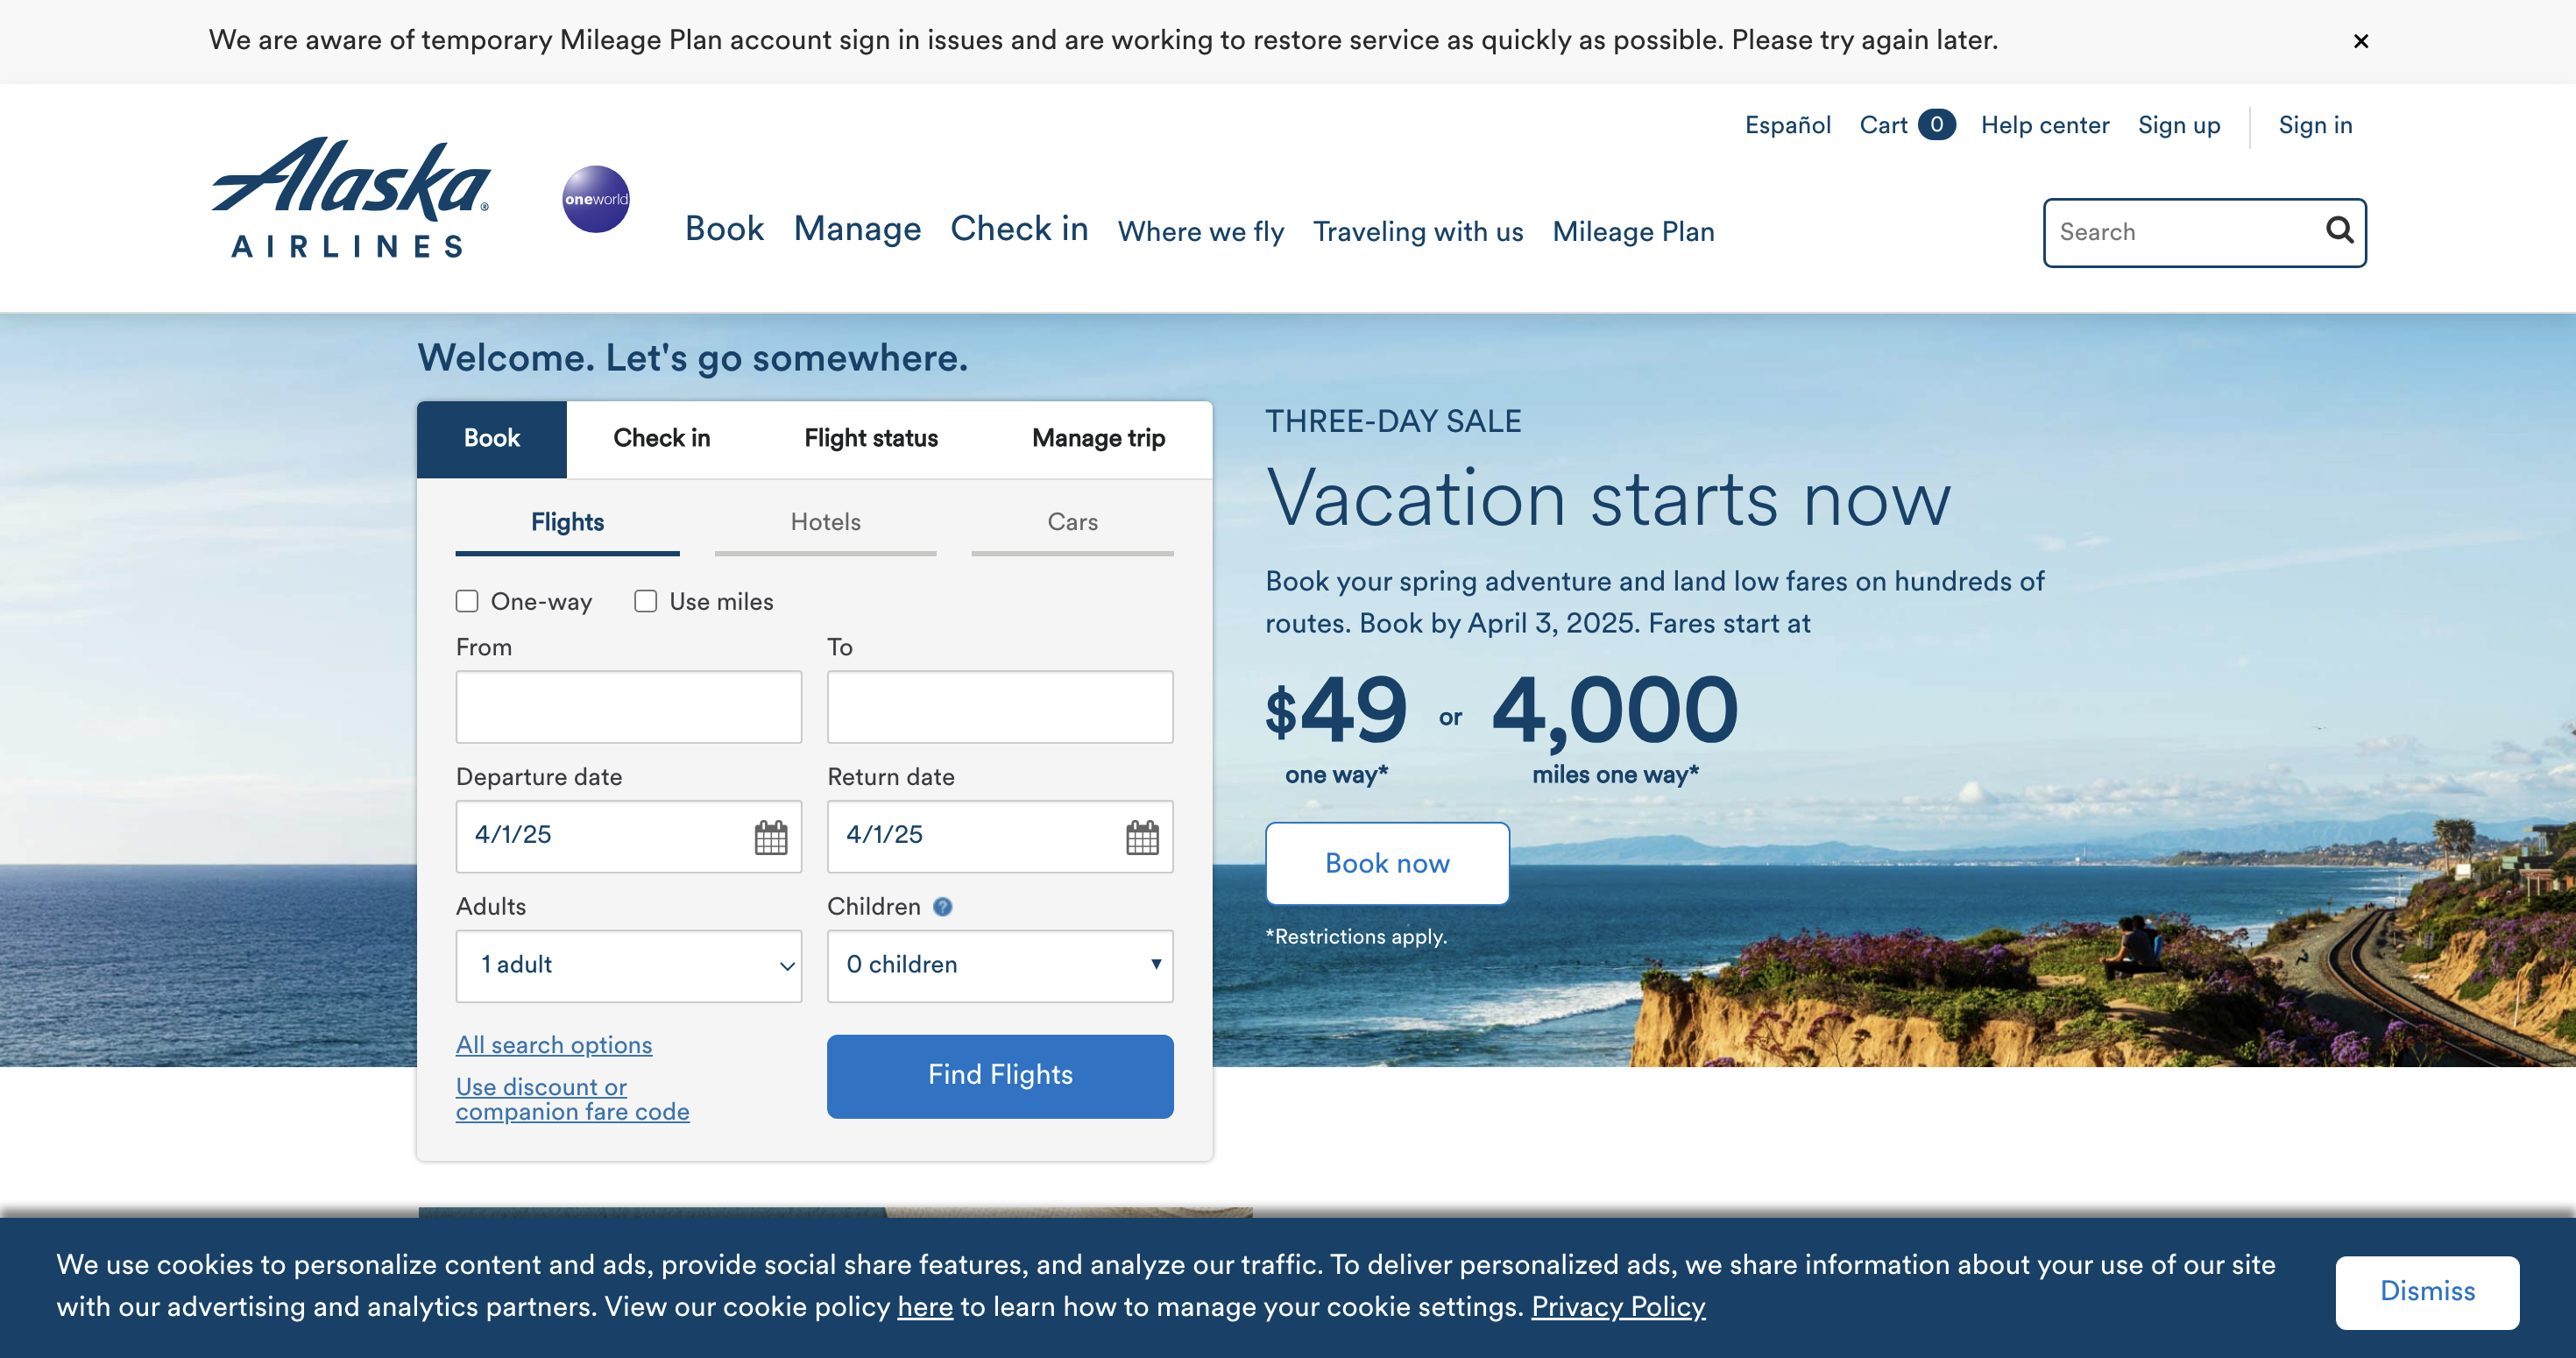 We are aware of temporary Mileage Plan account sign in issues and are working to restore service as quickly as possible. Please try again later.
Español
Cart 0
Help center
Sign up
Sign in
Alaska®
AIRLINES
oneworld
Book
Manage
Check in
Where we fly
Traveling with us
Mileage Plan
Search
Welcome. Let's go somewhere.
Book
Check in
Flight status
Manage trip
Flights
Hotels
Cars
One-way
Use miles
From
To
Departure date
Return date
4/1/25
4/1/25
Adults
Children ?
1 adult
0 children
All search options
Use discount or
companion fare code
Find Flights
THREE-DAY SALE
Vacation starts now
Book your spring adventure and land low fares on hundreds of
routes. Book by April 3, 2025. Fares start at
$49 or 4,000
one way*
miles one way*
Book now
*Restrictions apply.
We use cookies to personalize content and ads, provide social share features, and analyze our traffic. To deliver personalized ads, we share information about your use of our site
with our advertising and analytics partners. View our cookie policy here to learn how to manage your cookie settings. Privacy Policy
Dismiss